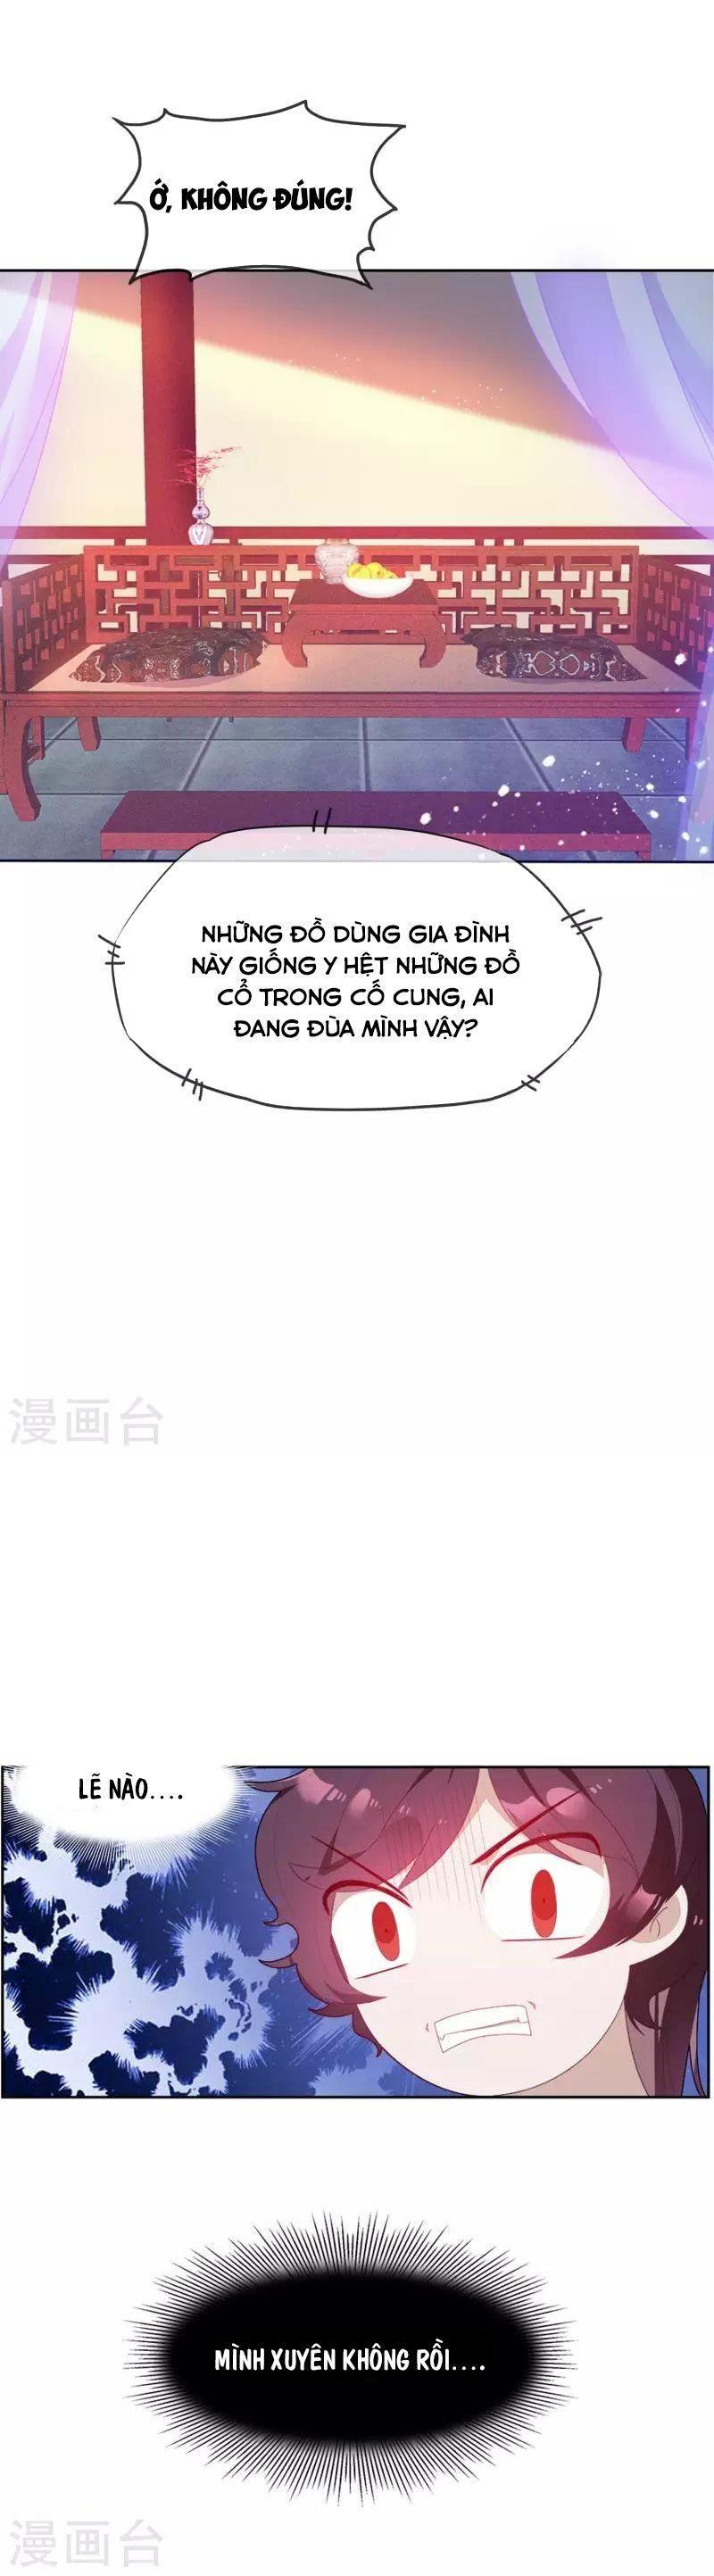 Ớ, KHÔNG ĐÚNG!
NHỮNG ĐỒ DÙNG GIA ĐÌNH
NÀY GIỐNG Y HỆT NHỮNG ĐỒ
CỔ TRONG CỐ CUNG, AI
ĐANG ĐÙA MÌNH VẬY?
漫画台
LẼ NÀO....
MÌNH XUYÊN KHÔNG RỒI....
漫画台